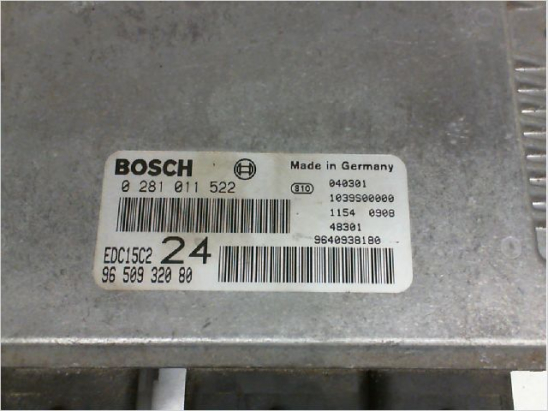 BOSCH
Made in Germany
0 281 011 522
810
040301
1039S00000
1154 0908
48301
9640938180
EDC15C2 24
96 509 320 80